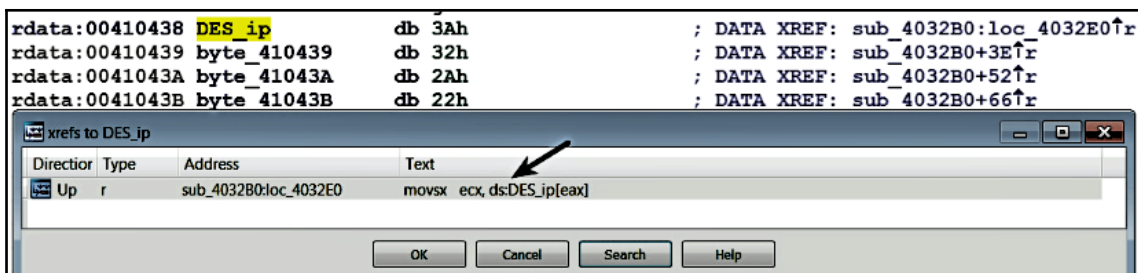 rdata:00410438 DES_ip db 3Ah ; DATA XREF: sub_4032B0:loc_4032E0↑r
rdata:00410439 byte_410439 db 32h ; DATA XREF: sub_4032B0+3E↑r
rdata:0041043A byte_41043A db 2Ah ; DATA XREF: sub_4032B0+52↑r
rdata:0041043B byte_41043B db 22h ; DATA XREF: sub_4032B0+66↑r
xrefs to DES_ip
Directior Type Address Text
Up r sub_4032B0:loc_4032E0 movsx ecx, ds:DES_ip[eax]
OK Cancel Search Help